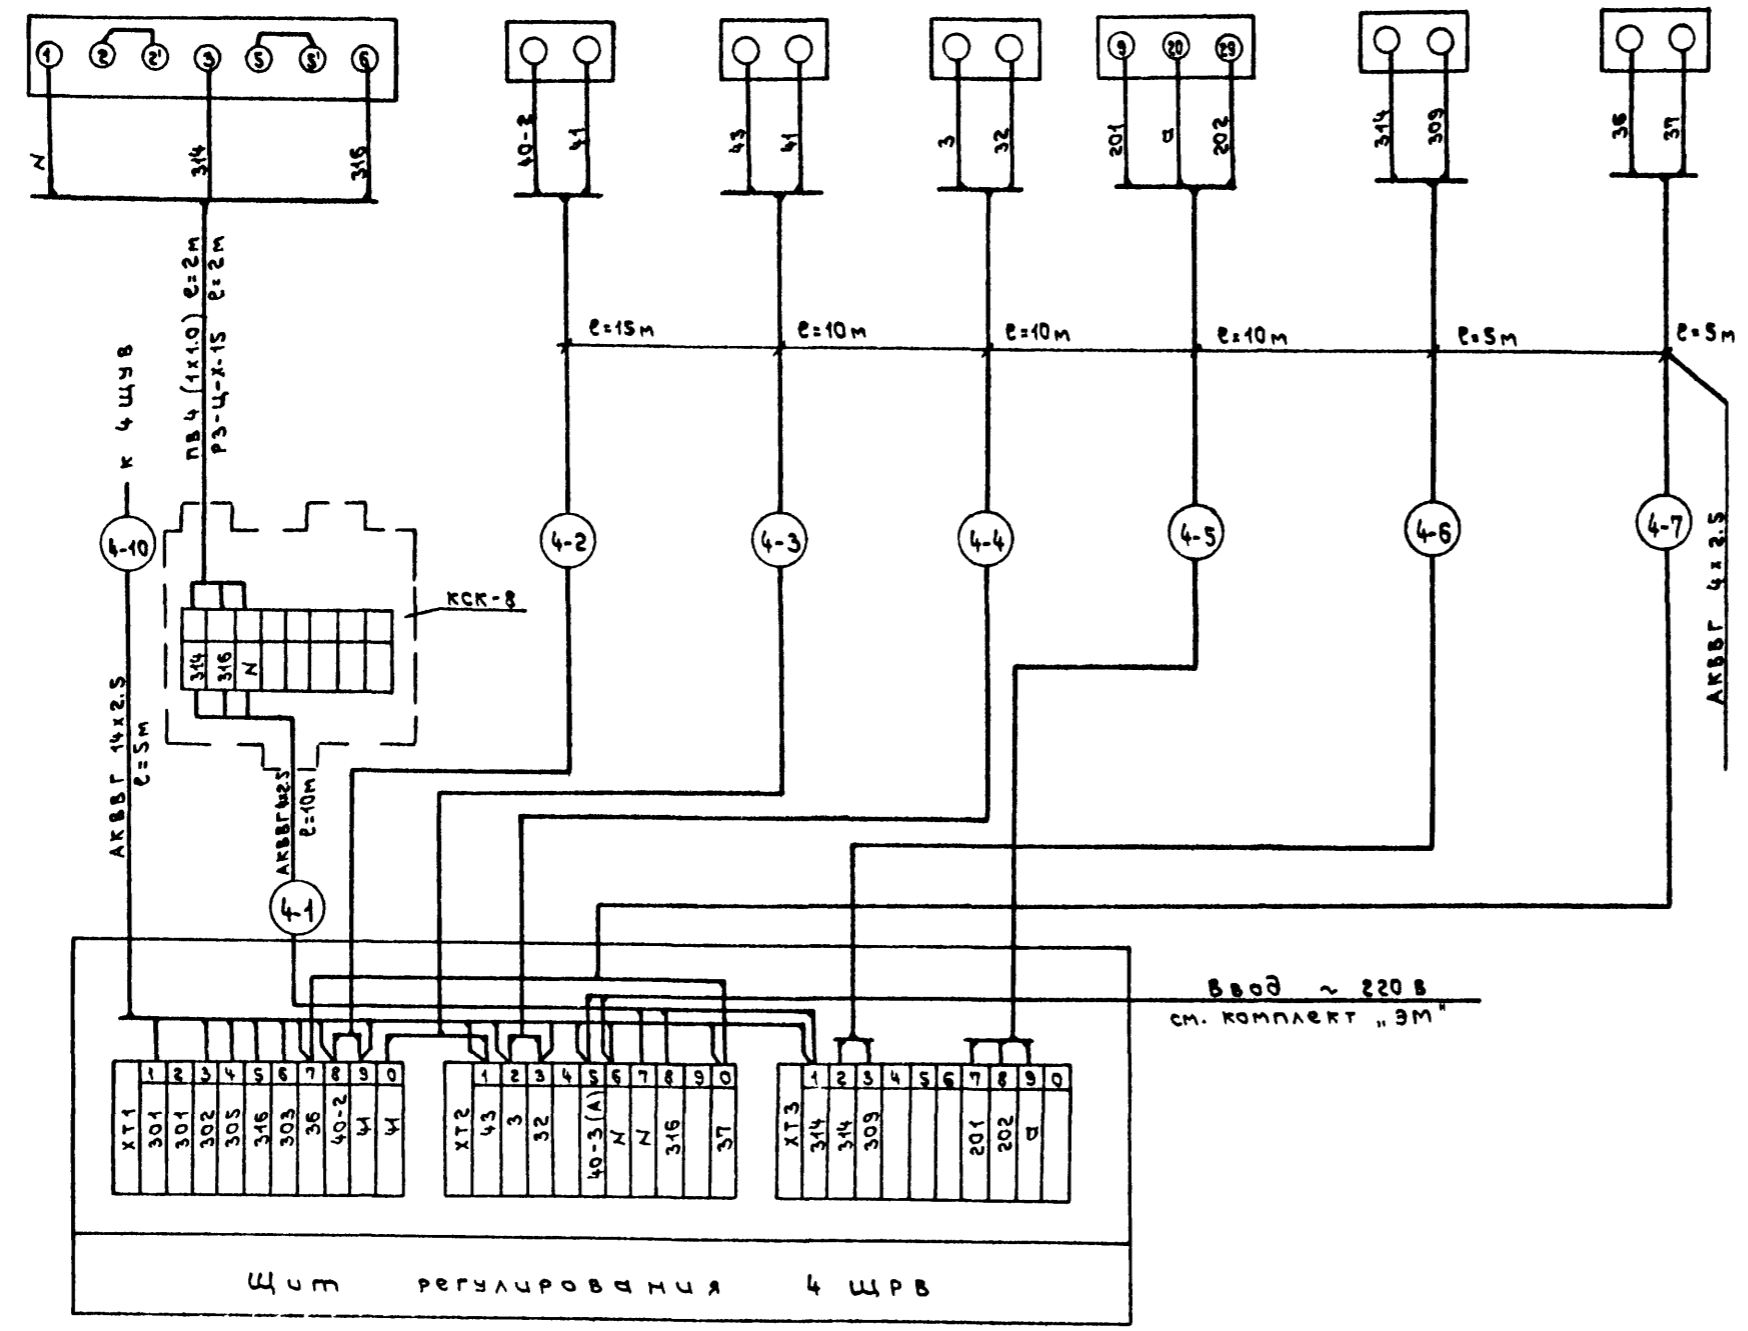 1 2 2' 3 5 5' 6
9 20 29
N 314 316
40-2 41
43 41
3 32
201 а 202
314 309
36 37
к 4 ЩУВ
ПВ 4 (1х1.0) ℓ=2м
РЗ-Ц-Х-15 ℓ=2м
ℓ=15м
ℓ=10м
ℓ=10м
ℓ=10м
ℓ=5м
ℓ=5м
АКВВГ 4х2.5
4-10
4-2
4-3
4-4
4-5
4-6
4-7
КСК-8
314 316 N
АКВВГ 14х2.5
ℓ=5м
АКВВГ 4х2.5
ℓ=10м
4-1
Ввод ~ 220 В
см. комплект „ЭМ"
1 2 3 4 5 6 7 8 9 0
ХТ1 301 301 302 305 316 303 36 40-2 41 41
1 2 3 4 5 6 7 8 9 0
ХТ2 43 3 32 40-3(А) N N 316 37
1 2 3 4 5 6 7 8 9 0
ХТ3 314 314 309 201 202 а
Щит регулирования 4 ЩРВ